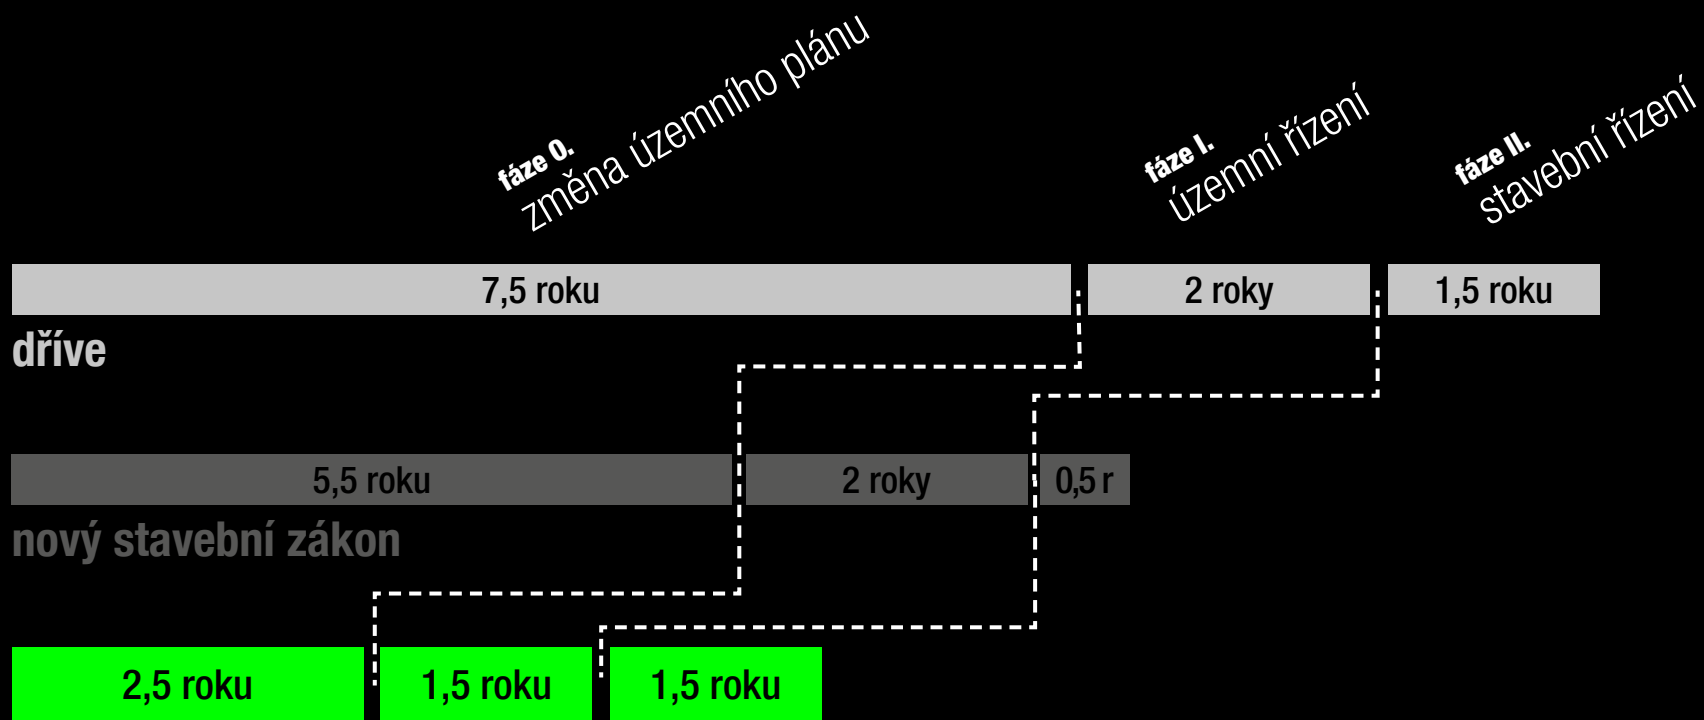 fáze 0.
změna územního plánu
fáze I.
územní řízení
fáze II.
stavební řízení
7,5 roku
2 roky
1,5 roku
dříve
5,5 roku
2 roky
0,5 r
nový stavební zákon
2,5 roku
1,5 roku
1,5 roku